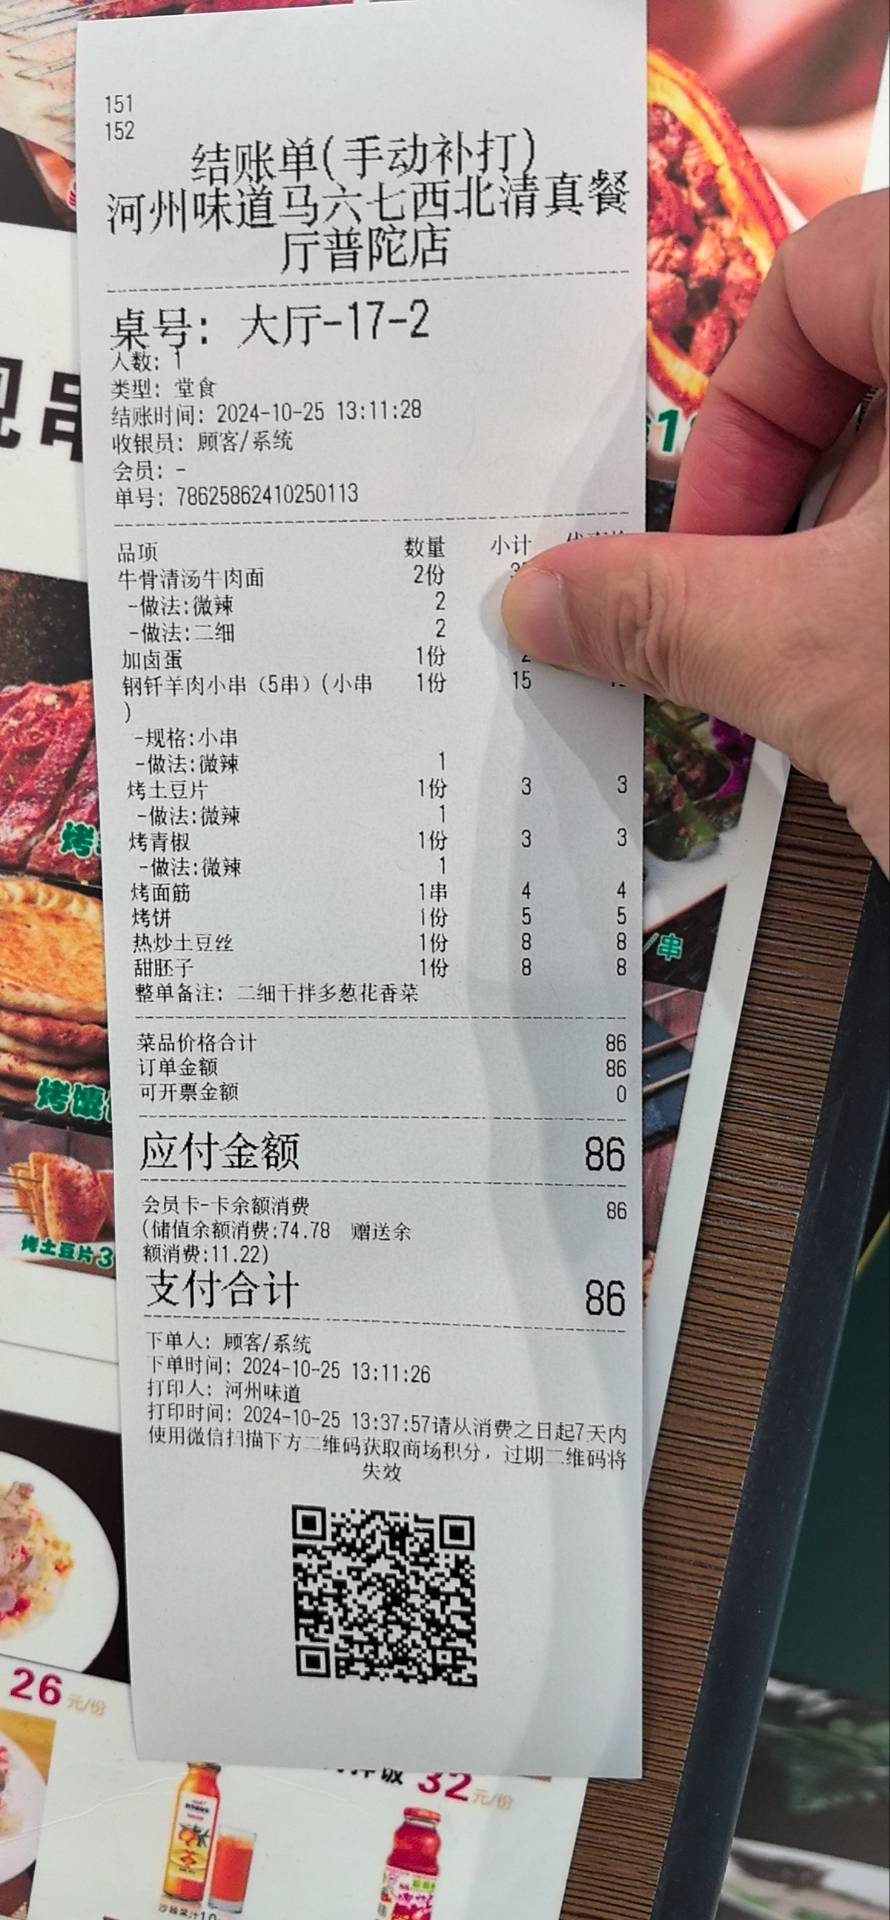 151
152
结账单(手动补打)
河州味道马六七西北清真餐
厅普陀店
桌号: 大厅-17-2
人数: 1
类型: 堂食
结账时间: 2024-10-25 13:11:28
收银员: 顾客/系统
会员: -
单号: 78625862410250113
品项 数量 小计
牛骨清汤牛肉面 2份
-做法:微辣 2
-做法:二细 2
加卤蛋 1份 2
钢钎羊肉小串（5串）(小串 1份 15
)
-规格:小串
-做法:微辣 1
烤土豆片 1份 3 3
-做法:微辣 1
烤青椒 1份 3 3
-做法:微辣 1
烤面筋 1串 4 4
烤饼 1份 5 5
热炒土豆丝 1份 8 8
甜胚子 1份 8 8
整单备注: 二细干拌多葱花香菜
菜品价格合计 86
订单金额 86
可开票金额 0
应付金额 86
会员卡-卡余额消费 86
(储值余额消费:74.78 赠送余
额消费:11.22)
支付合计 86
下单人: 顾客/系统
下单时间: 2024-10-25 13:11:26
打印人: 河州味道
打印时间: 2024-10-25 13:37:57请从消费之日起7天内
使用微信扫描下方二维码获取商场积分，过期二维码将
失效
/串
烤土豆片3
26元/份
32元/份